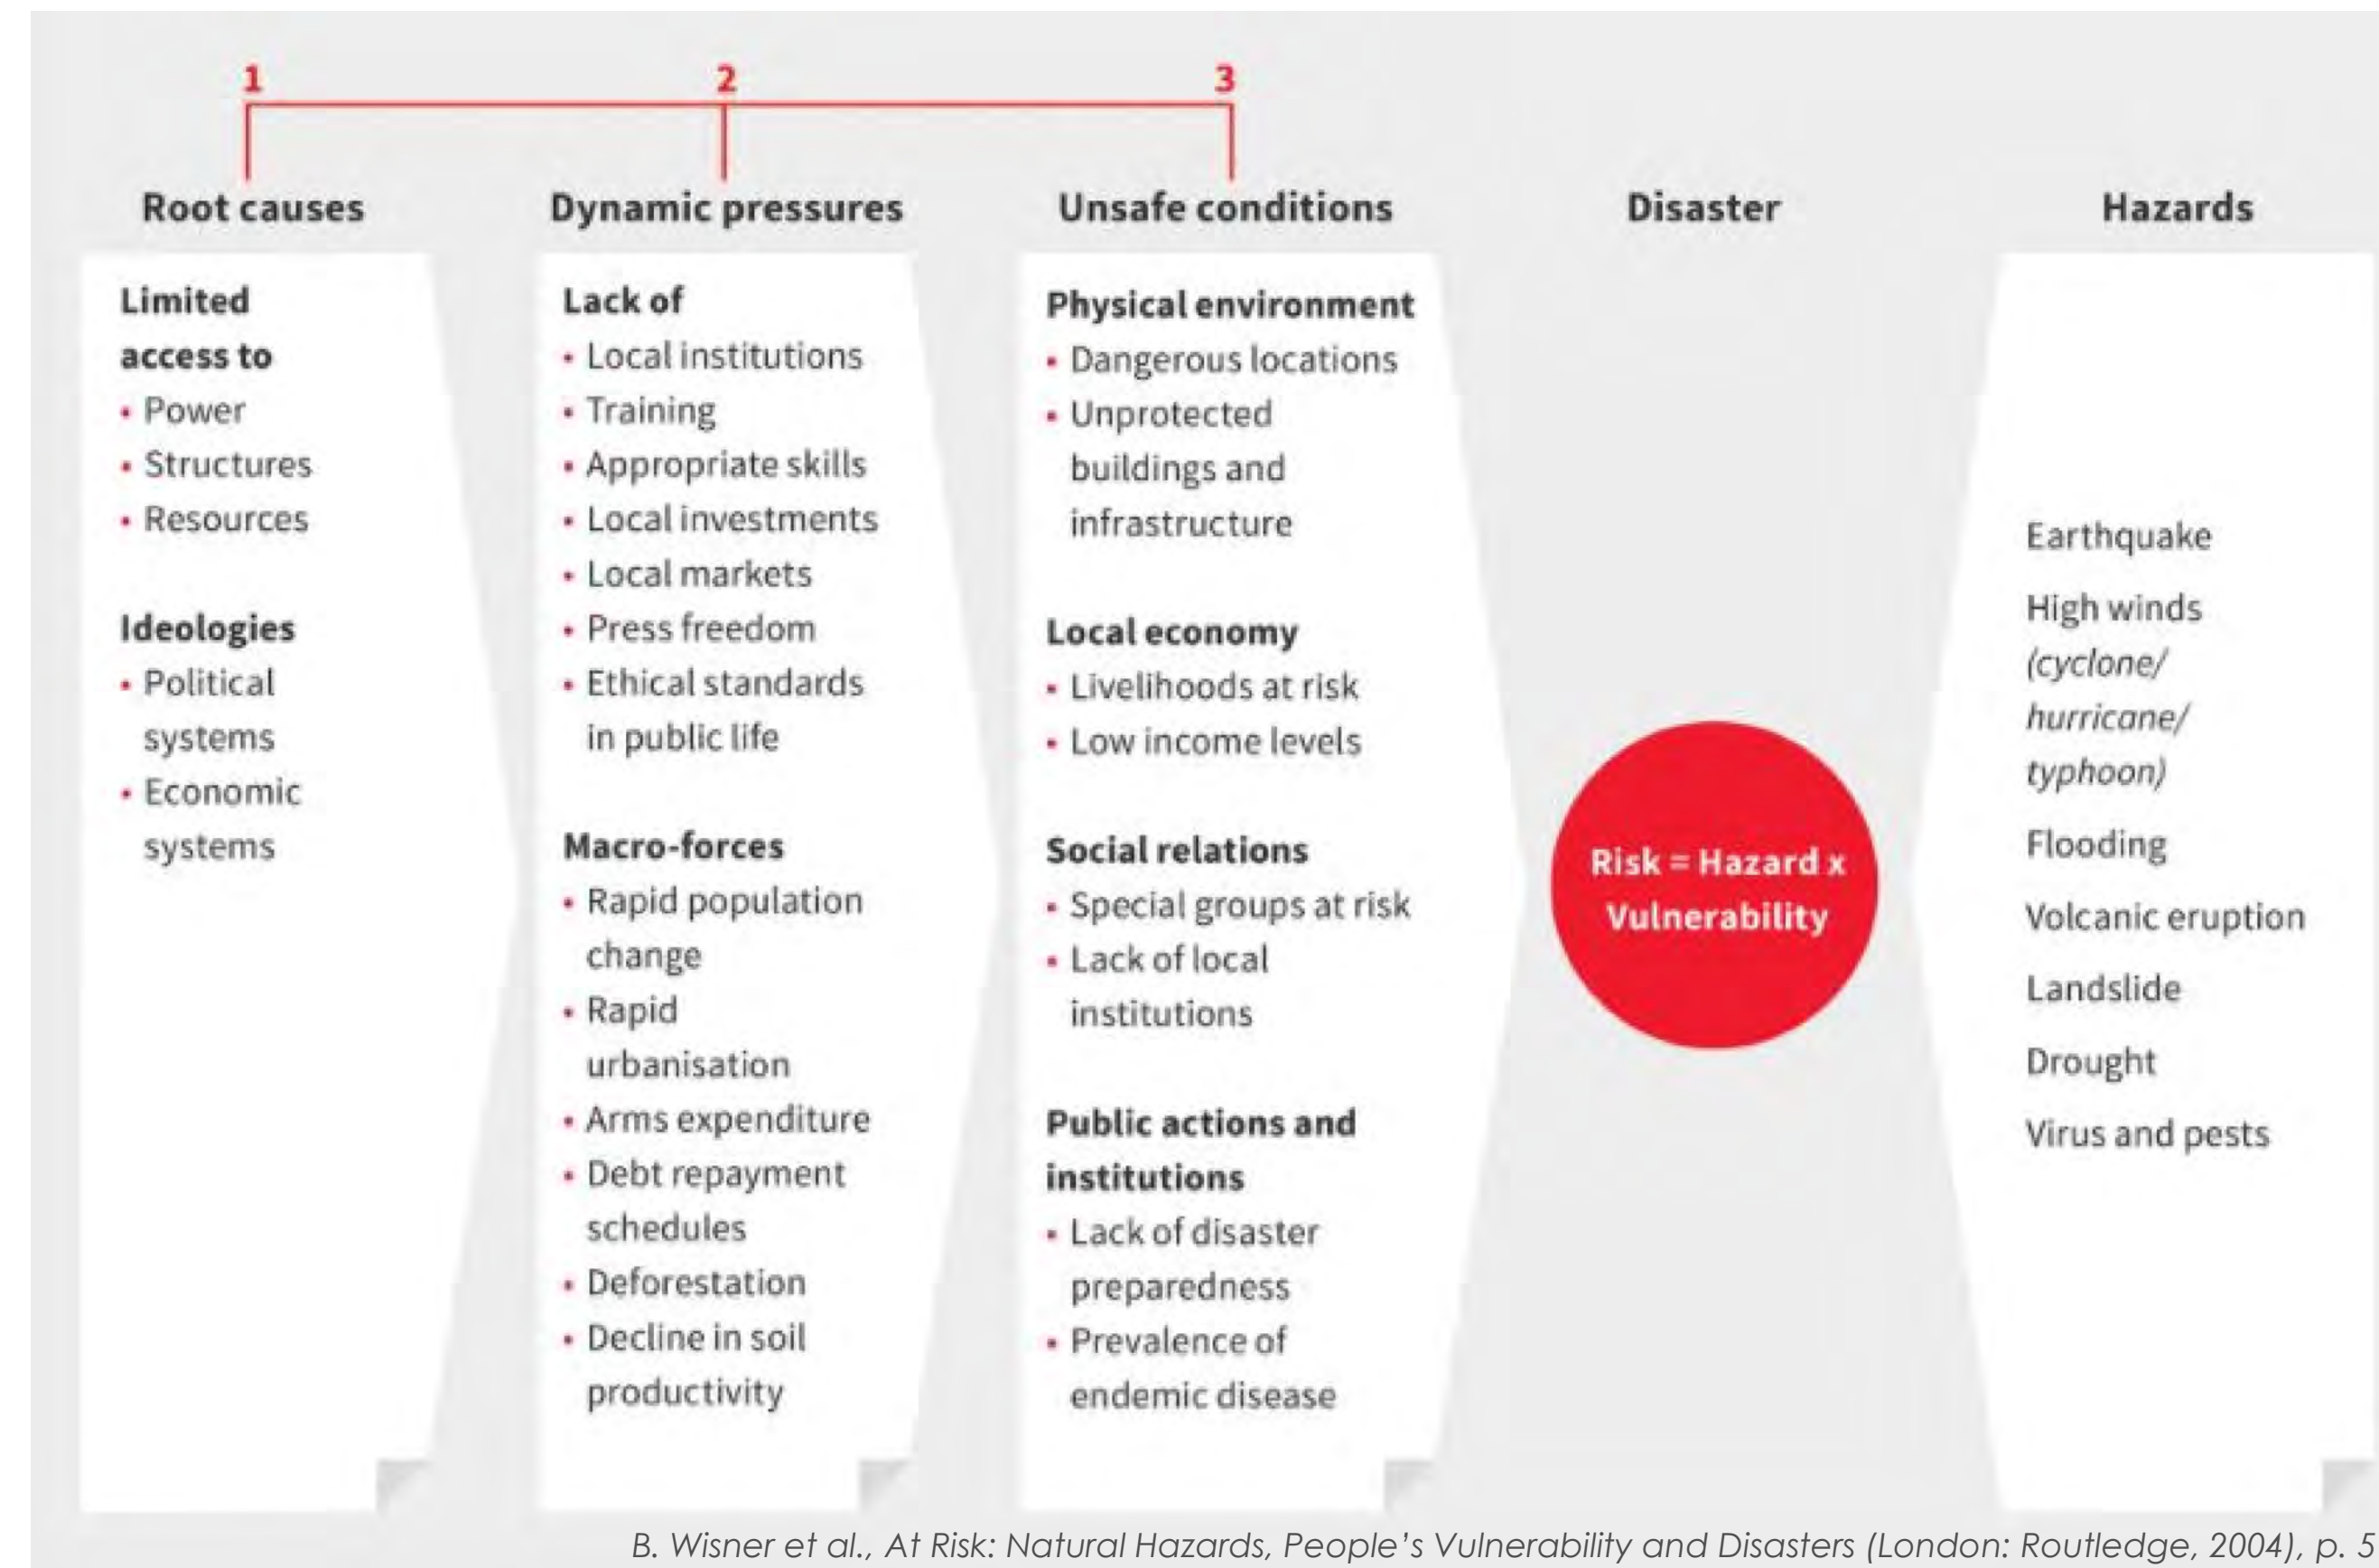 1
2
3
Root causes
Dynamic pressures
Unsafe conditions
Disaster
Hazards
Limited
access to
• Power
• Structures
• Resources
Ideologies
• Political
systems
• Economic
systems
Lack of
• Local institutions
• Training
• Appropriate skills
• Local investments
• Local markets
• Press freedom
• Ethical standards
in public life
Macro-forces
• Rapid population
change
• Rapid
urbanisation
• Arms expenditure
• Debt repayment
schedules
• Deforestation
• Decline in soil
productivity
Physical environment
• Dangerous locations
• Unprotected
buildings and
infrastructure
Local economy
• Livelihoods at risk
• Low income levels
Social relations
• Special groups at risk
• Lack of local
institutions
Public actions and
institutions
• Lack of disaster
preparedness
• Prevalence of
endemic disease
Risk = Hazard x
Vulnerability
Earthquake
High winds
(cyclone/
hurricane/
typhoon)
Flooding
Volcanic eruption
Landslide
Drought
Virus and pests
B. Wisner et al., At Risk: Natural Hazards, People's Vulnerability and Disasters (London: Routledge, 2004), p. 5